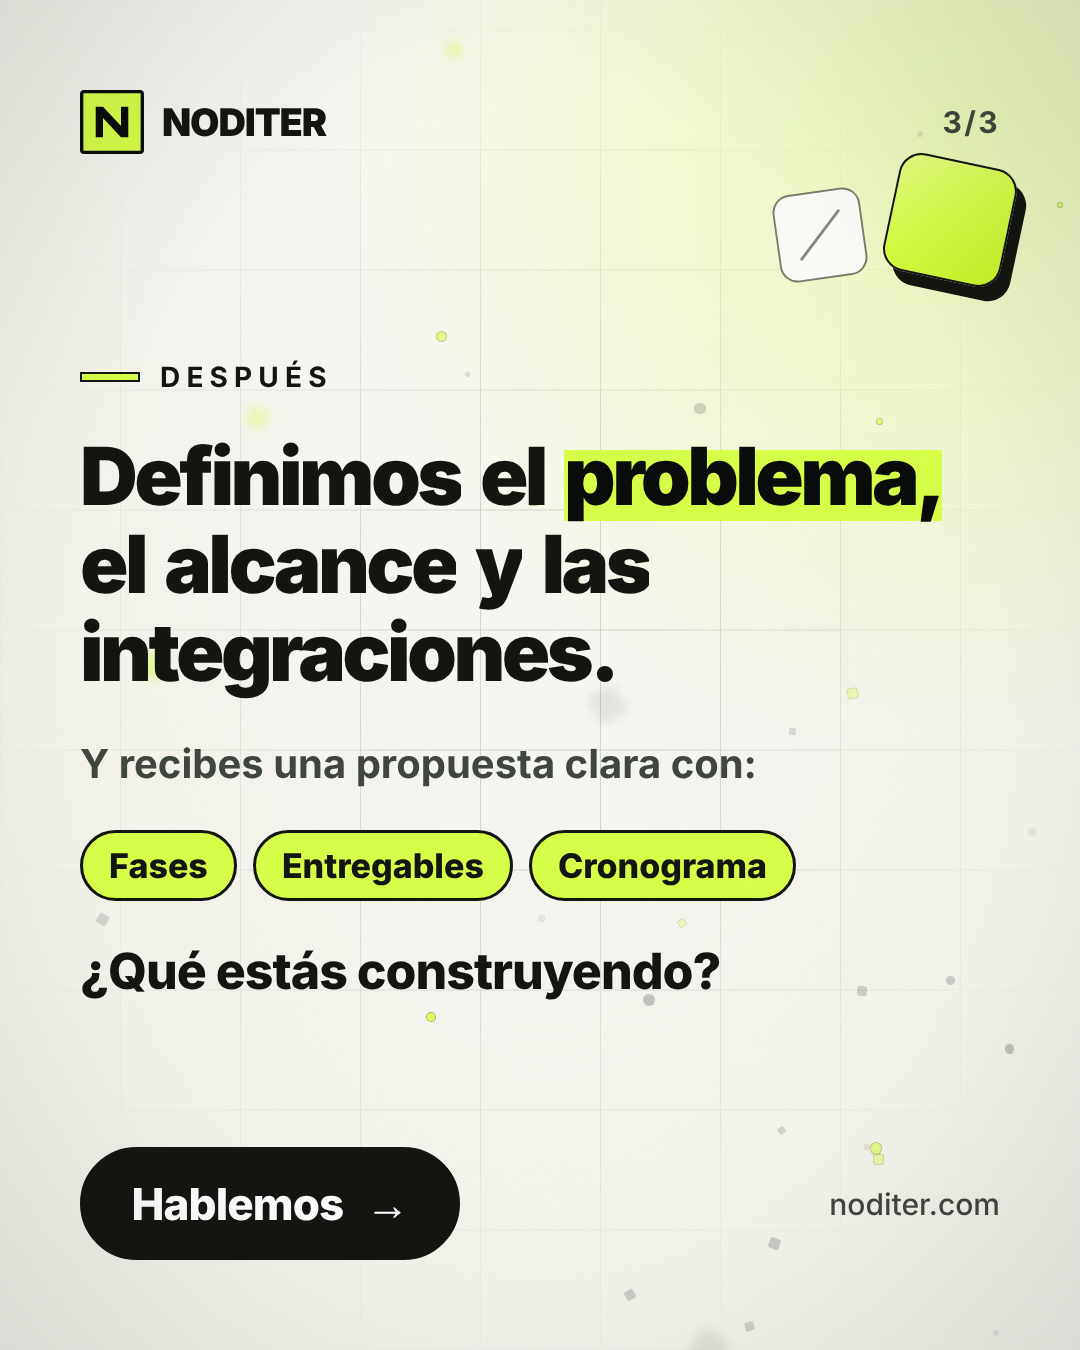 N NODITER
3/3
DESPUÉS
Definimos el problema,
el alcance y las
integraciones.
Y recibes una propuesta clara con:
Fases Entregables Cronograma
¿Qué estás construyendo?
Hablemos →
noditer.com